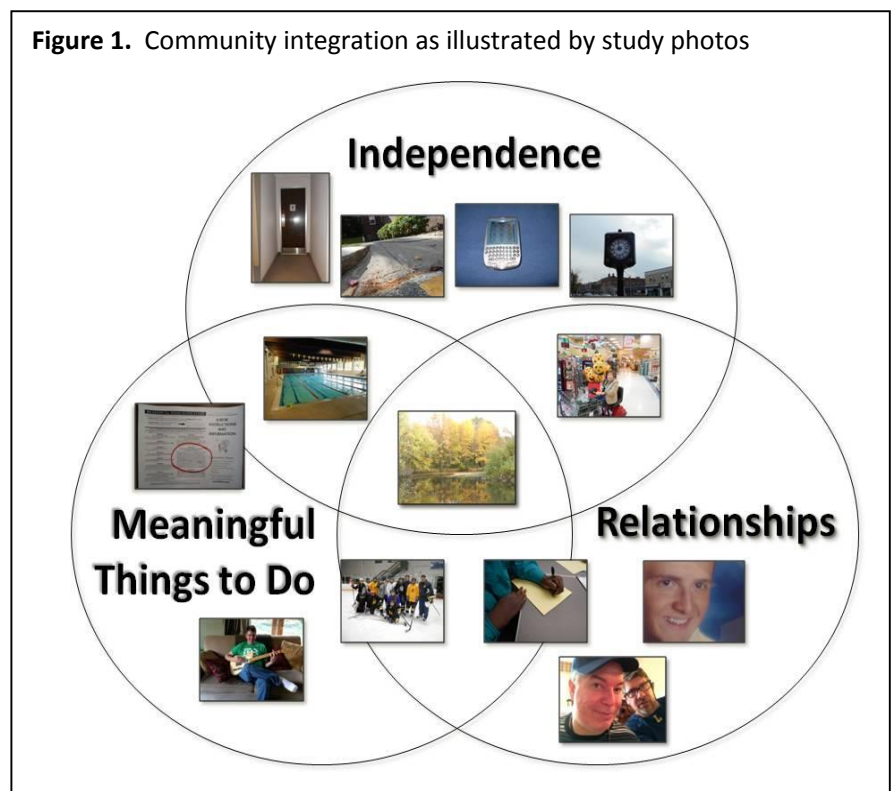 Figure 1. Community integration as illustrated by study photos
Independence
Meaningful
Things to Do
Relationships